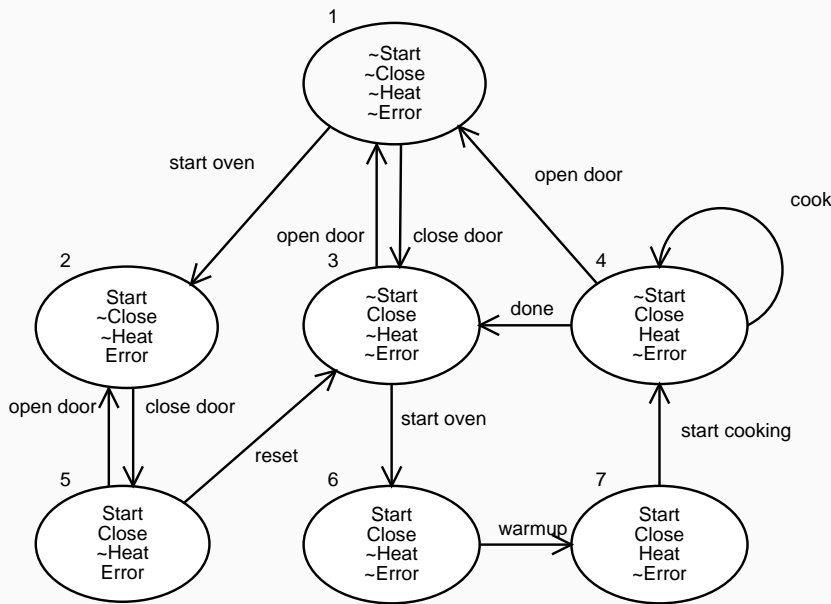 1
~Start
~Close
~Heat
~Error
start oven
open door
cook
open door
close door
2
3
4
Start
~Close
~Heat
Error
~Start
Close
~Heat
~Error
done
~Start
Close
Heat
~Error
open door
close door
start oven
start cooking
reset
5
6
7
Start
Close
~Heat
Error
Start
Close
~Heat
~Error
warmup
Start
Close
Heat
~Error